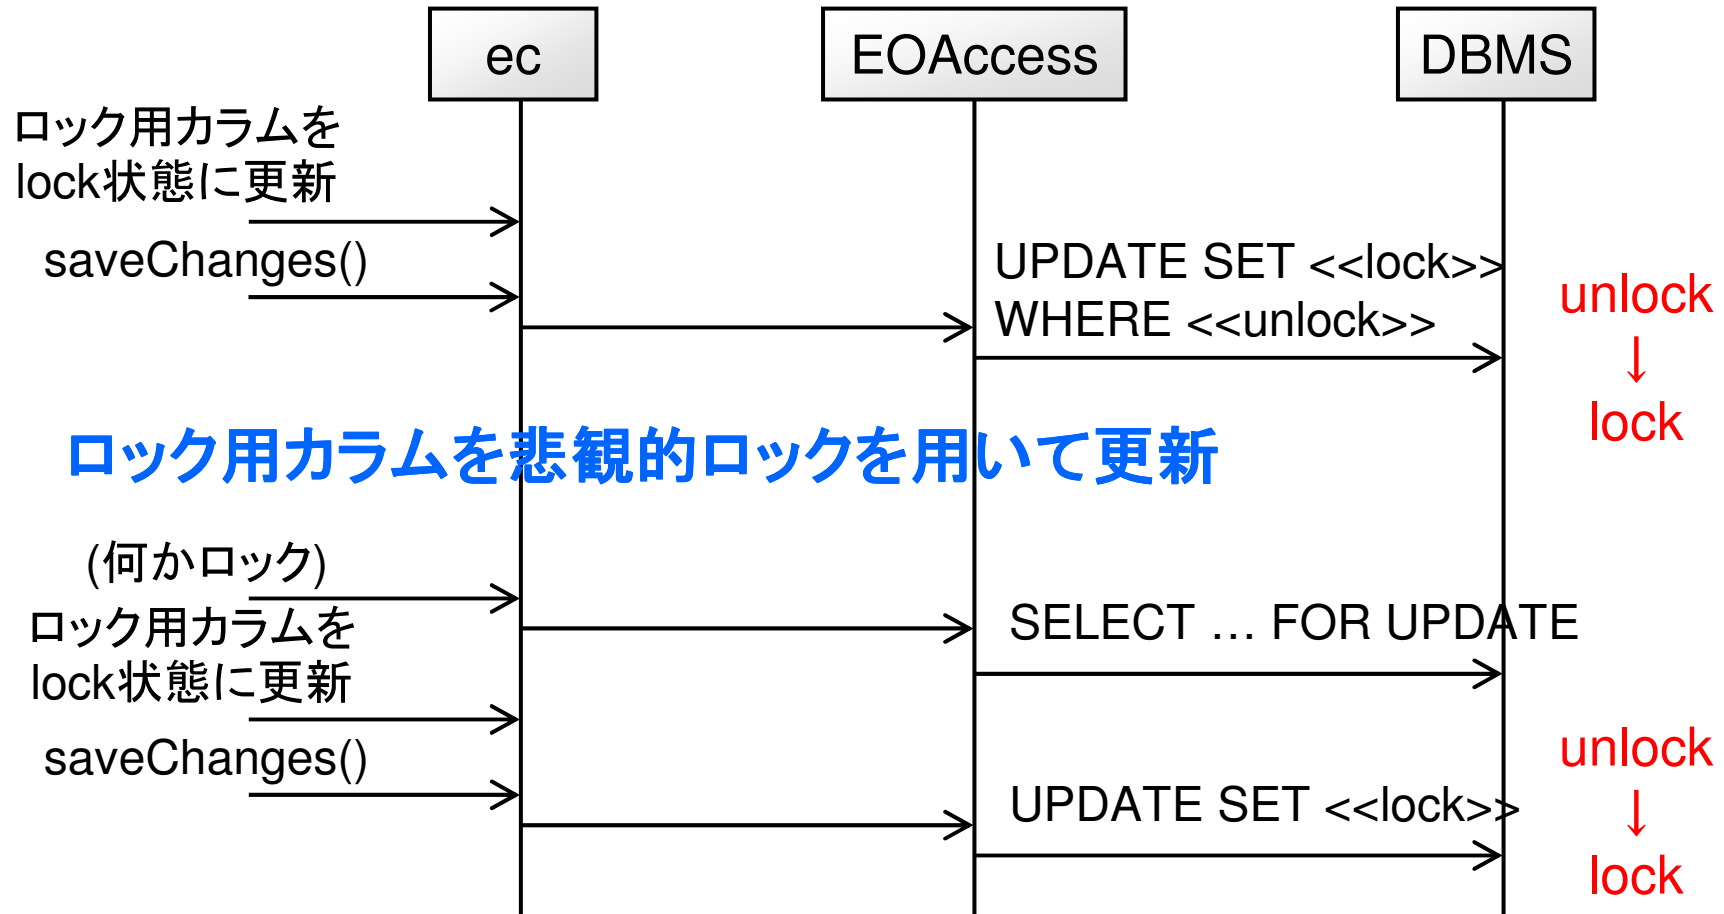 ec
EOAccess
DBMS
ロック用カラムを
lock状態に更新
saveChanges()
UPDATE SET <<lock>>
WHERE <<unlock>>
unlock
↓
lock
ロック用カラムを悲観的ロックを用いて更新
(何かロック)
ロック用カラムを
lock状態に更新
SELECT … FOR UPDATE
saveChanges()
UPDATE SET <<lock>>
unlock
↓
lock